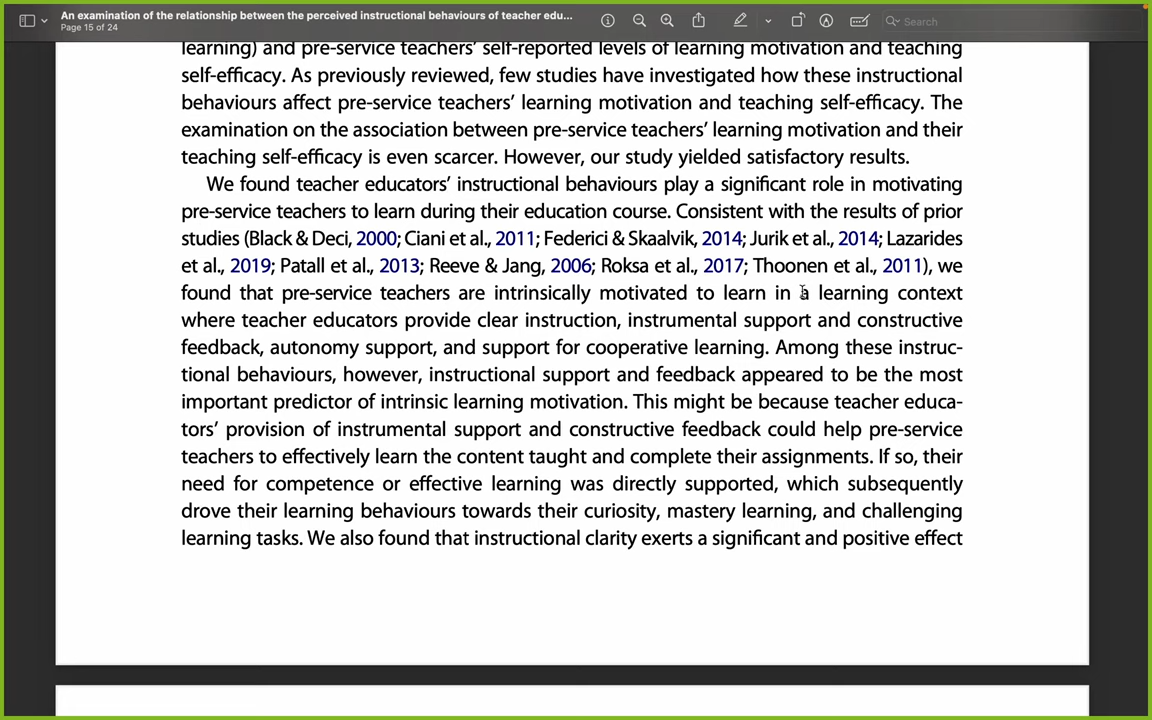 An examination of the relationship between the perceived instructional behaviours of teacher edu...
Page 15 of 24
Search
learning) and pre-service teachers' self-reported levels of learning motivation and teaching
self-efficacy. As previously reviewed, few studies have investigated how these instructional
behaviours affect pre-service teachers' learning motivation and teaching self-efficacy. The
examination on the association between pre-service teachers' learning motivation and their
teaching self-efficacy is even scarcer. However, our study yielded satisfactory results.
We found teacher educators' instructional behaviours play a significant role in motivating
pre-service teachers to learn during their education course. Consistent with the results of prior
studies (Black & Deci, 2000; Ciani et al., 2011; Federici & Skaalvik, 2014; Jurik et al., 2014; Lazarides
et al., 2019; Patall et al., 2013; Reeve & Jang, 2006; Roksa et al., 2017; Thoonen et al., 2011), we
found that pre-service teachers are intrinsically motivated to learn in a learning context
where teacher educators provide clear instruction, instrumental support and constructive
feedback, autonomy support, and support for cooperative learning. Among these instruc-
tional behaviours, however, instructional support and feedback appeared to be the most
important predictor of intrinsic learning motivation. This might be because teacher educa-
tors' provision of instrumental support and constructive feedback could help pre-service
teachers to effectively learn the content taught and complete their assignments. If so, their
need for competence or effective learning was directly supported, which subsequently
drove their learning behaviours towards their curiosity, mastery learning, and challenging
learning tasks. We also found that instructional clarity exerts a significant and positive effect